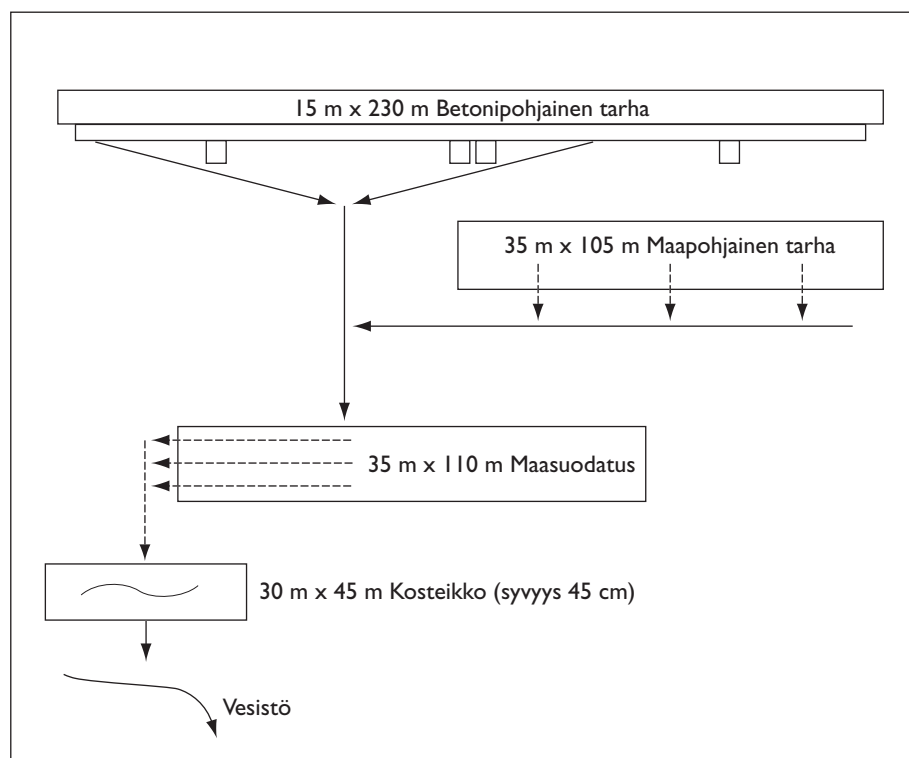 15 m x 230 m Betonipohjainen tarha
35 m x 105 m Maapohjainen tarha
35 m x 110 m Maasuodatus
30 m x 45 m Kosteikko (syvyys 45 cm)
Vesistö